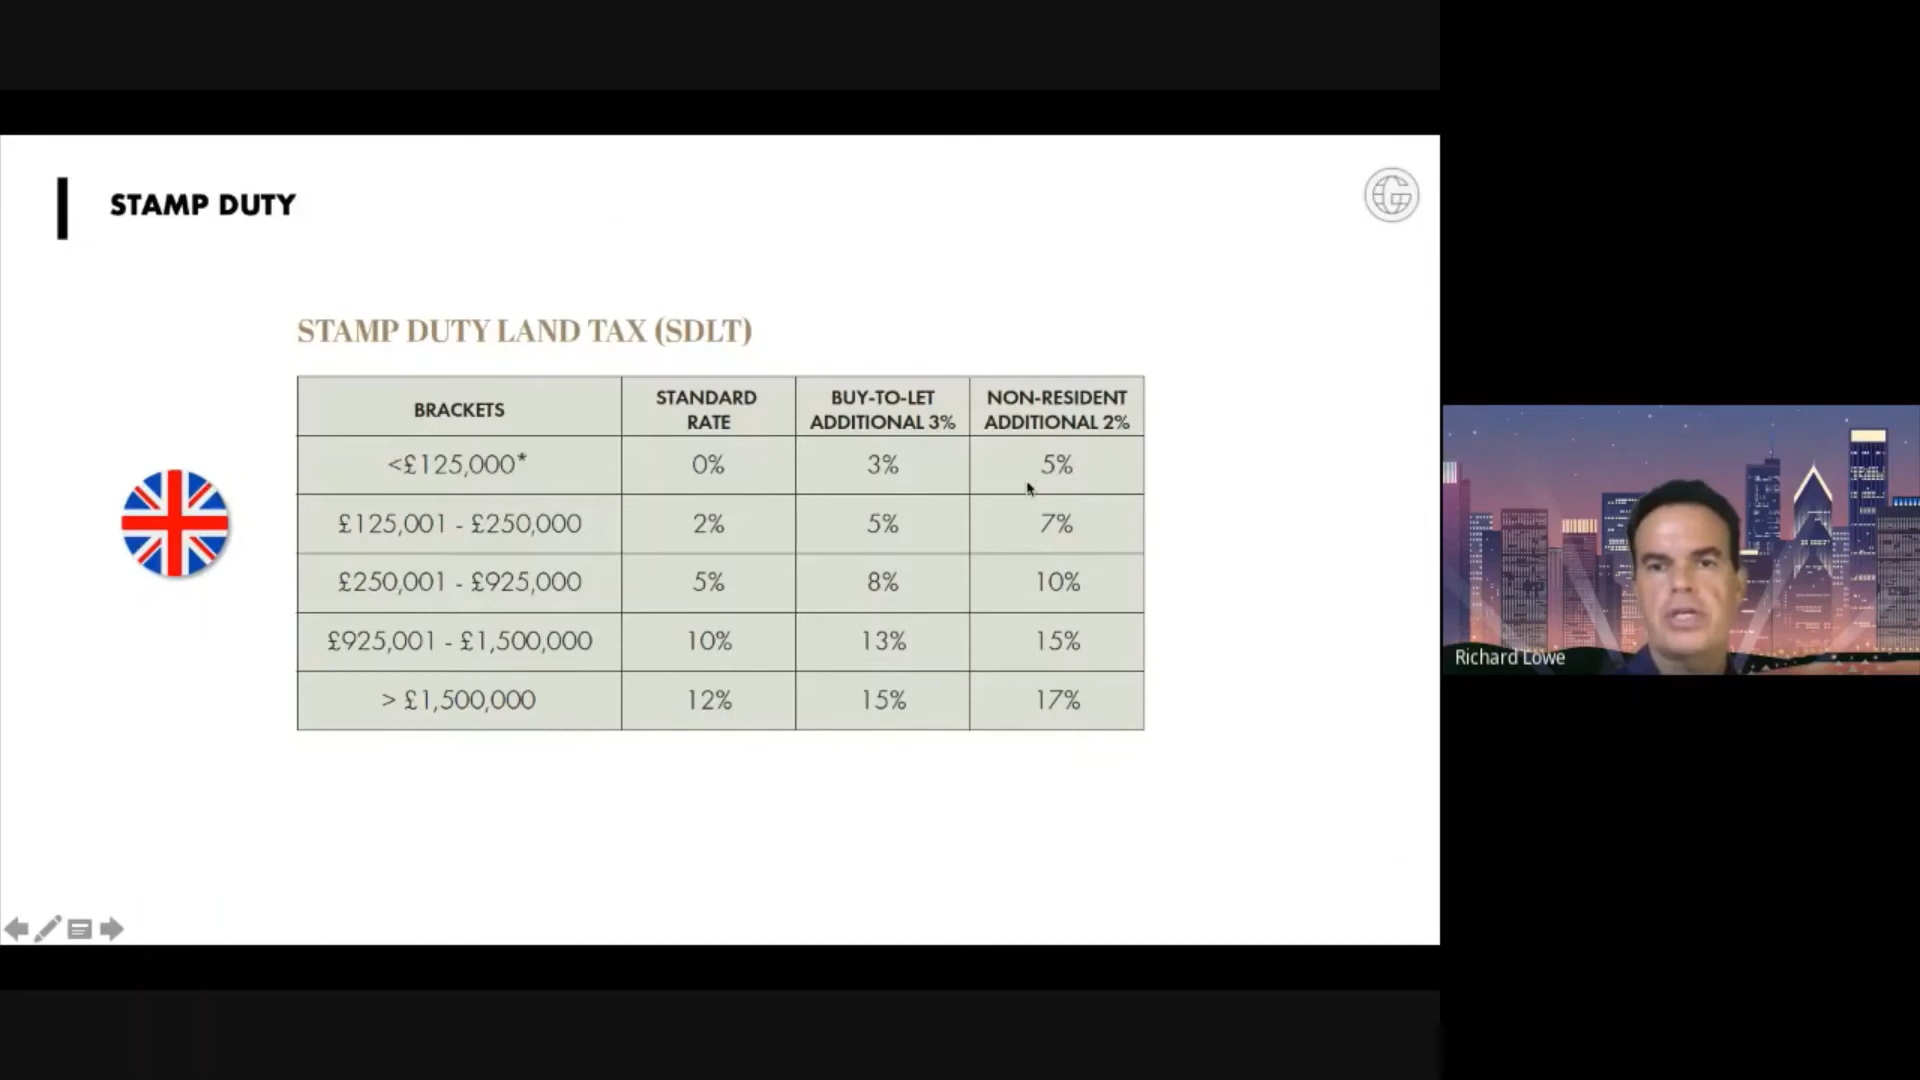 STAMP DUTY
G
STAMP DUTY LAND TAX (SDLT)
BRACKETS STANDARD RATE BUY-TO-LET ADDITIONAL 3% NON-RESIDENT ADDITIONAL 2%
<£125,000* 0% 3% 5%
£125,001 - £250,000 2% 5% 7%
£250,001 - £925,000 5% 8% 10%
£925,001 - £1,500,000 10% 13% 15%
> £1,500,000 12% 15% 17%
Richard Lowe